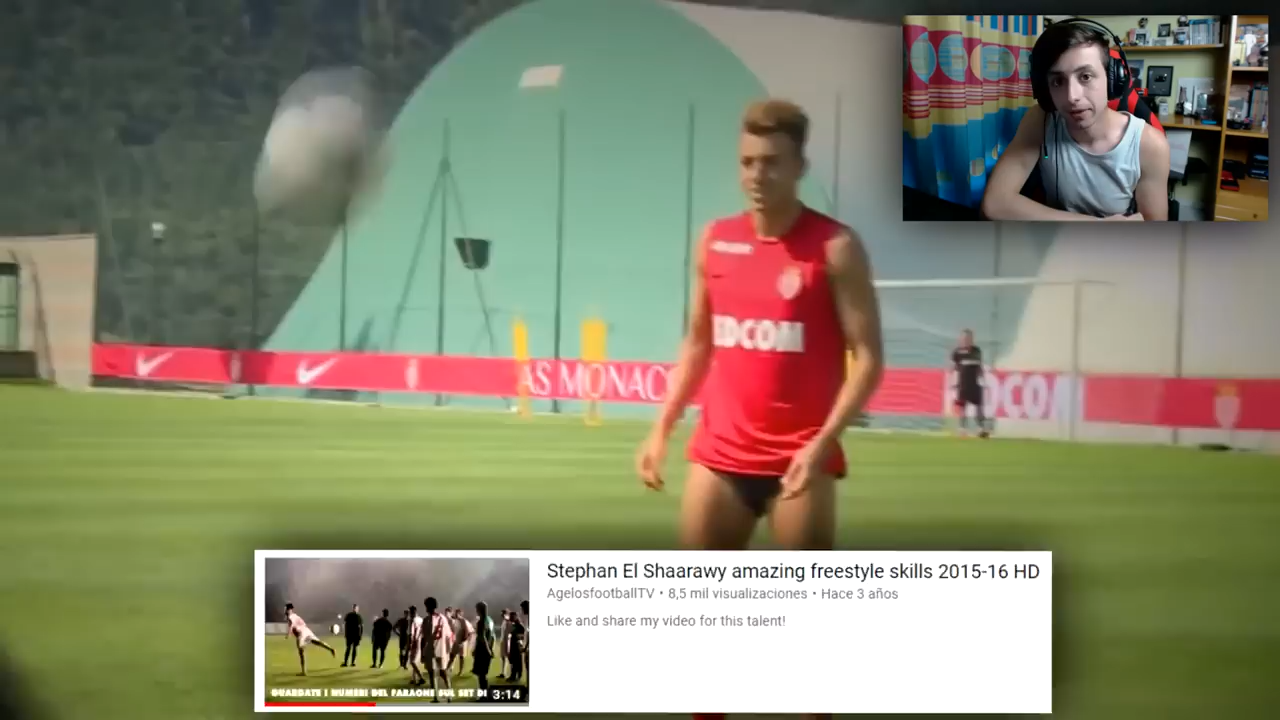 EDCOM
AS MONAC
EDCOM
Stephan El Shaarawy amazing freestyle skills 2015-16 HD
AgelosfootballTV • 8,5 mil visualizaciones • Hace 3 años
Like and share my video for this talent!
GUARDATE I NUMERI DEL FARAONE SUL SET DI
3:14